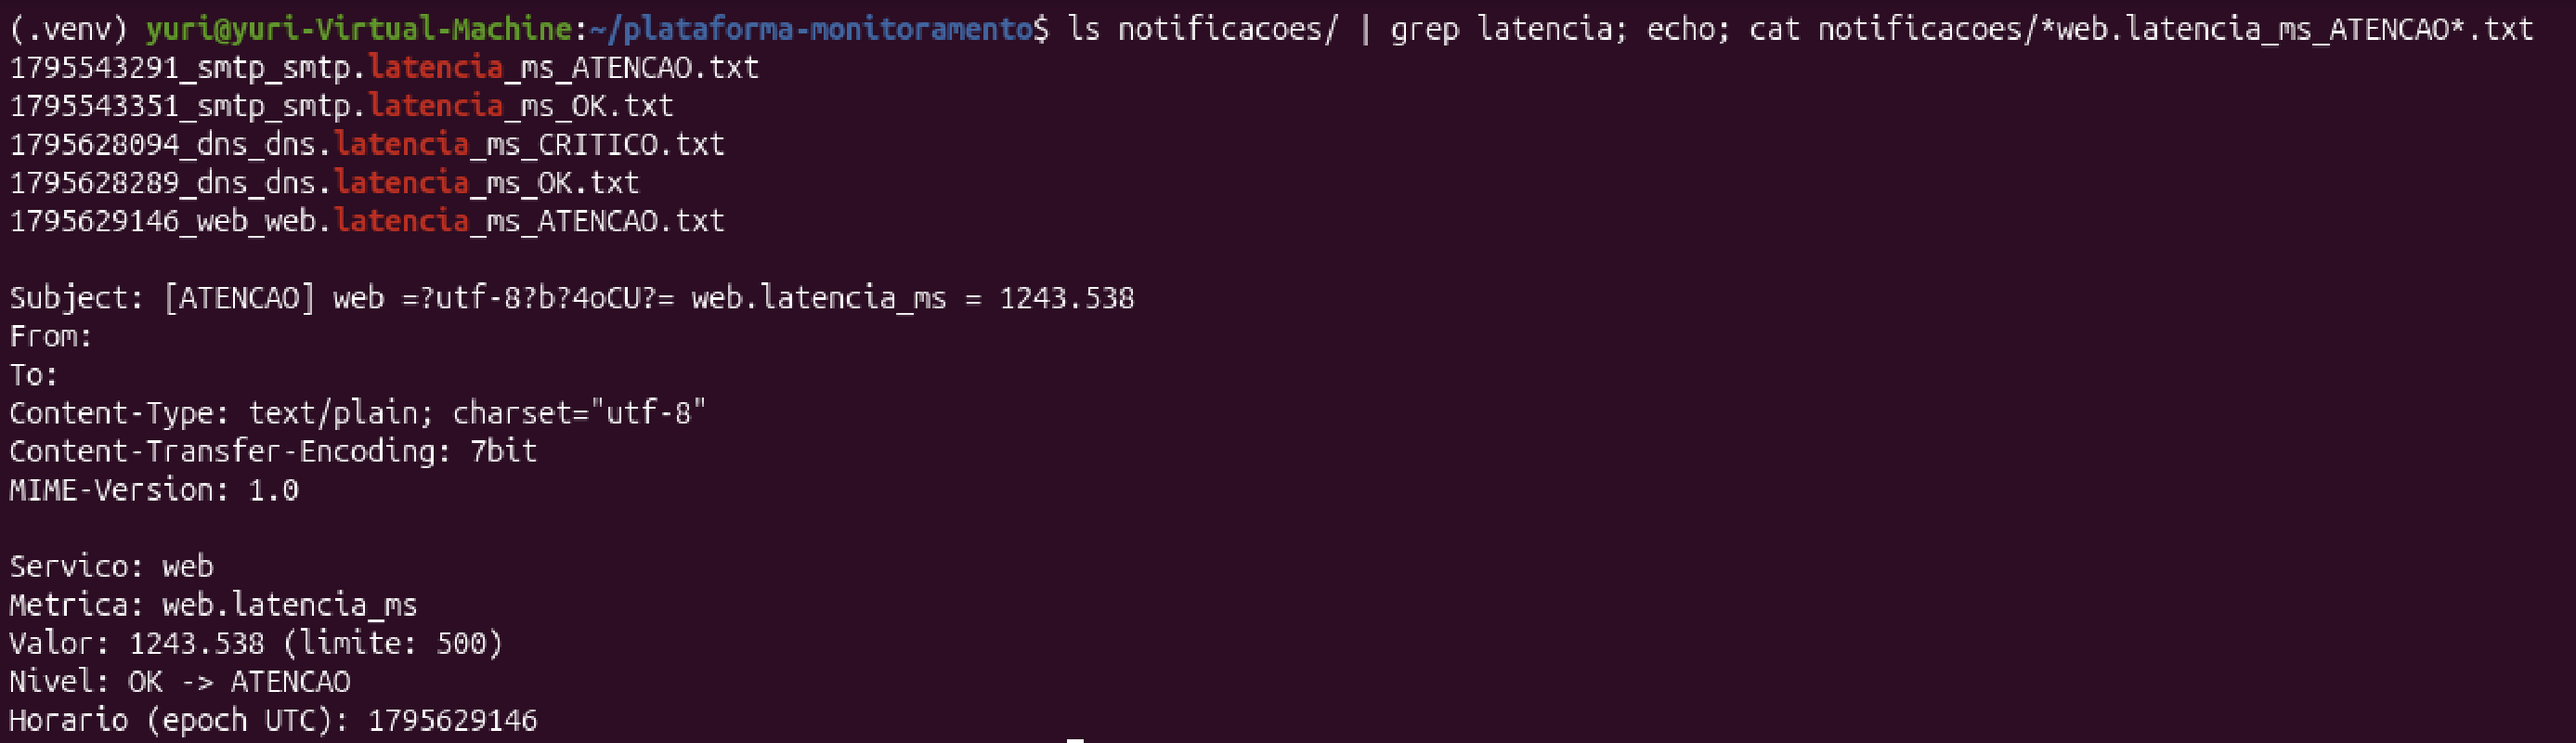 (.venv) yuri@yuri-Virtual-Machine:~/plataforma-monitoramento$ ls notificacoes/ | grep latencia; echo; cat notificacoes/*web.latencia_ms_ATENCAO*.txt
1795543291_smtp_smtp.latencia_ms_ATENCAO.txt
1795543351_smtp_smtp.latencia_ms_OK.txt
1795628094_dns_dns.latencia_ms_CRITICO.txt
1795628289_dns_dns.latencia_ms_OK.txt
1795629146_web_web.latencia_ms_ATENCAO.txt

Subject: [ATENCAO] web =?utf-8?b?4oCU?= web.latencia_ms = 1243.538
From:
To:
Content-Type: text/plain; charset="utf-8"
Content-Transfer-Encoding: 7bit
MIME-Version: 1.0

Servico: web
Metrica: web.latencia_ms
Valor: 1243.538 (limite: 500)
Nivel: OK -> ATENCAO
Horario (epoch UTC): 1795629146